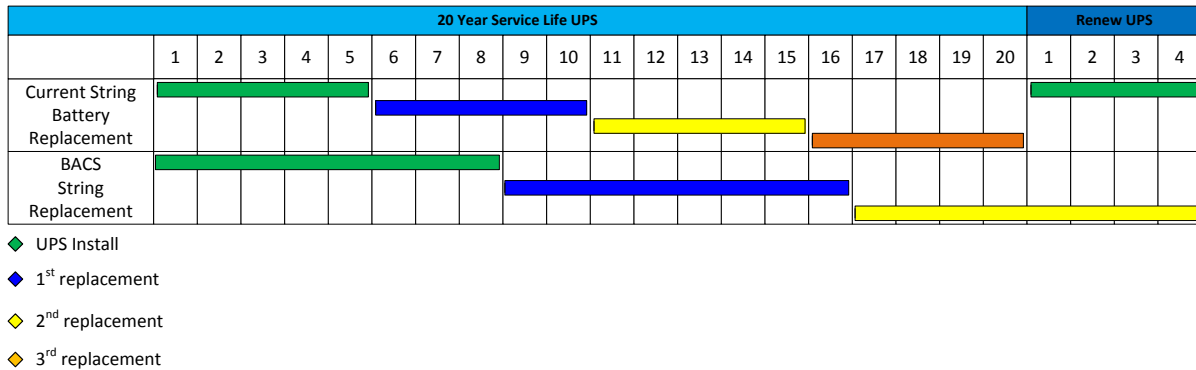 20 Year Service Life UPS Renew UPS
1 2 3 4 5 6 7 8 9 10 11 12 13 14 15 16 17 18 19 20 1 2 3 4
Current String
Battery
Replacement
BACS
String
Replacement
UPS Install
1st replacement
2nd replacement
3rd replacement